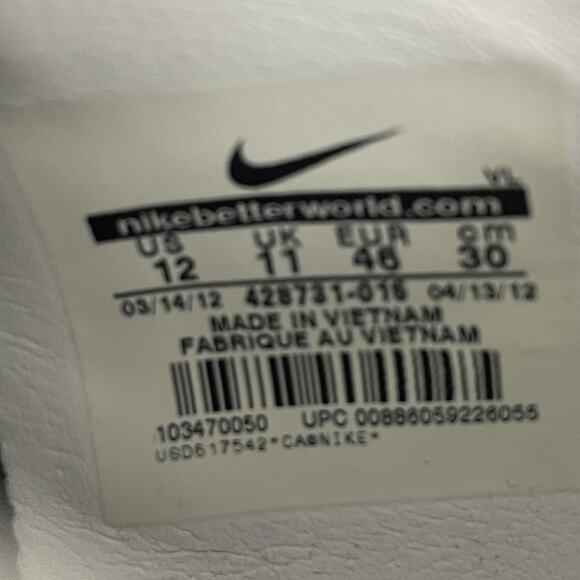 VL
nikebetterworld.com
US UK EUR cm
12 11 46 30
03/14/12 428731-016 04/13/12
MADE IN VIETNAM
FABRIQUE AU VIETNAM
103470050 UPC 00886059226055
USD617542*CA@NIKE*